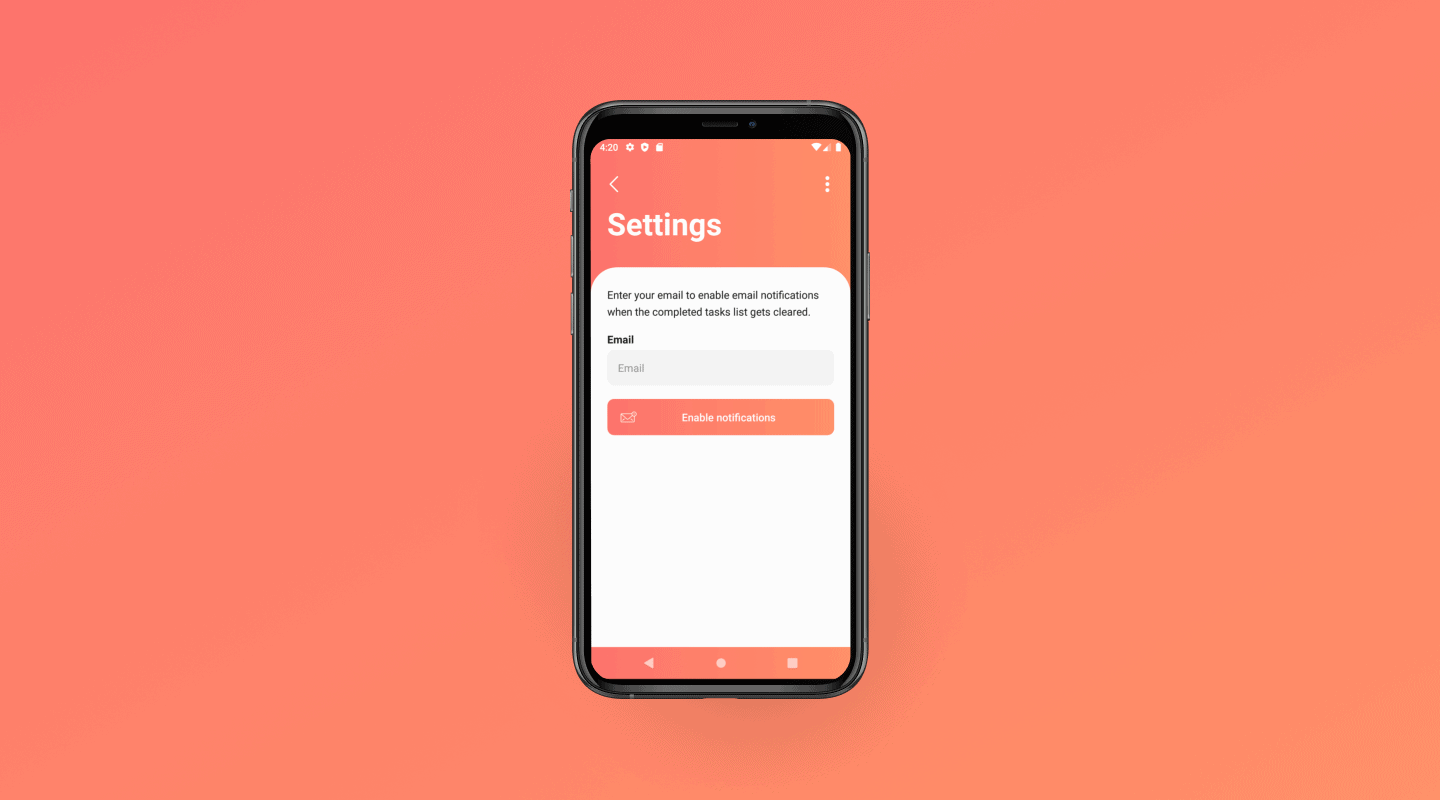 4:20
Settings
Enter your email to enable email notifications
when the completed tasks list gets cleared.
Email
Email
Enable notifications